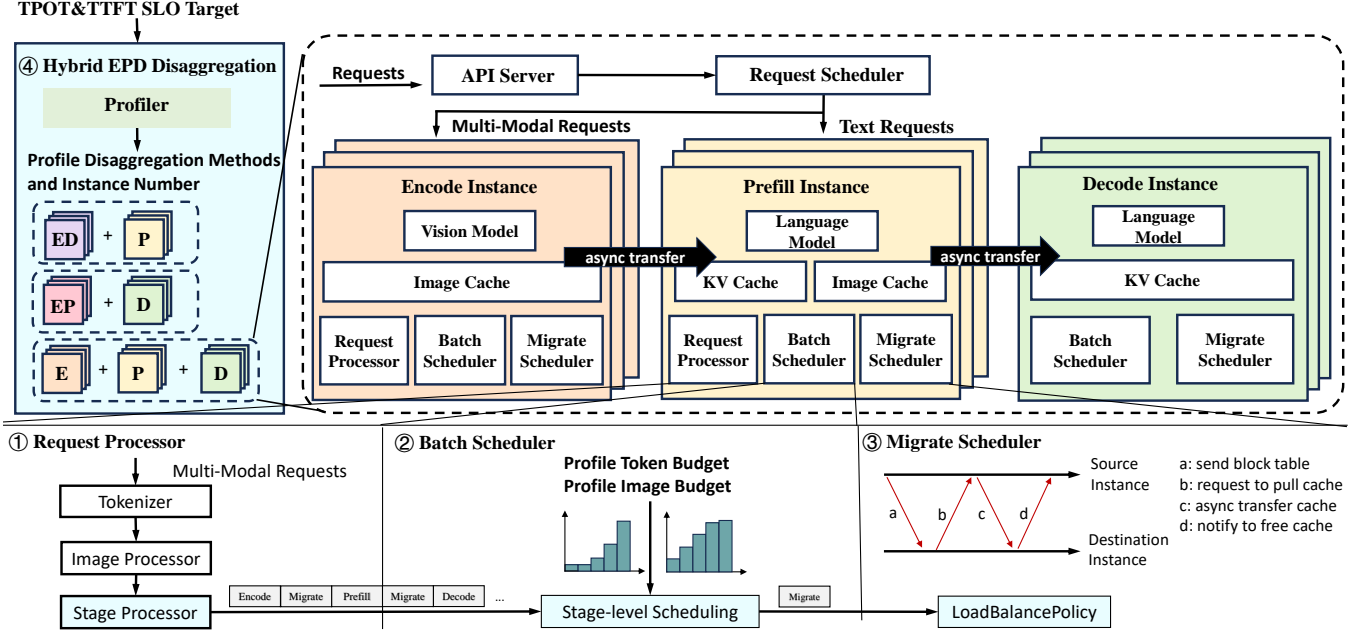 TPOT&TTFT SLO Target
④ Hybrid EPD Disaggregation
Profiler
Profile Disaggregation Methods
and Instance Number
ED + P
EP + D
E + P + D
Requests
API Server
Request Scheduler
Multi-Modal Requests
Text Requests
Encode Instance
Vision Model
Image Cache
Request
Processor
Batch
Scheduler
Migrate
Scheduler
async transfer
Prefill Instance
Language
Model
KV Cache
Image Cache
Request
Processor
Batch
Scheduler
Migrate
Scheduler
async transfer
Decode Instance
Language
Model
KV Cache
Batch
Scheduler
Migrate
Scheduler
① Request Processor
Multi-Modal Requests
Tokenizer
Image Processor
Stage Processor
Encode Migrate Prefill Migrate Decode ...
② Batch Scheduler
Profile Token Budget
Profile Image Budget
Stage-level Scheduling
Migrate
③ Migrate Scheduler
Source
Instance
a b c d
Destination
Instance
a: send block table
b: request to pull cache
c: async transfer cache
d: notify to free cache
LoadBalancePolicy